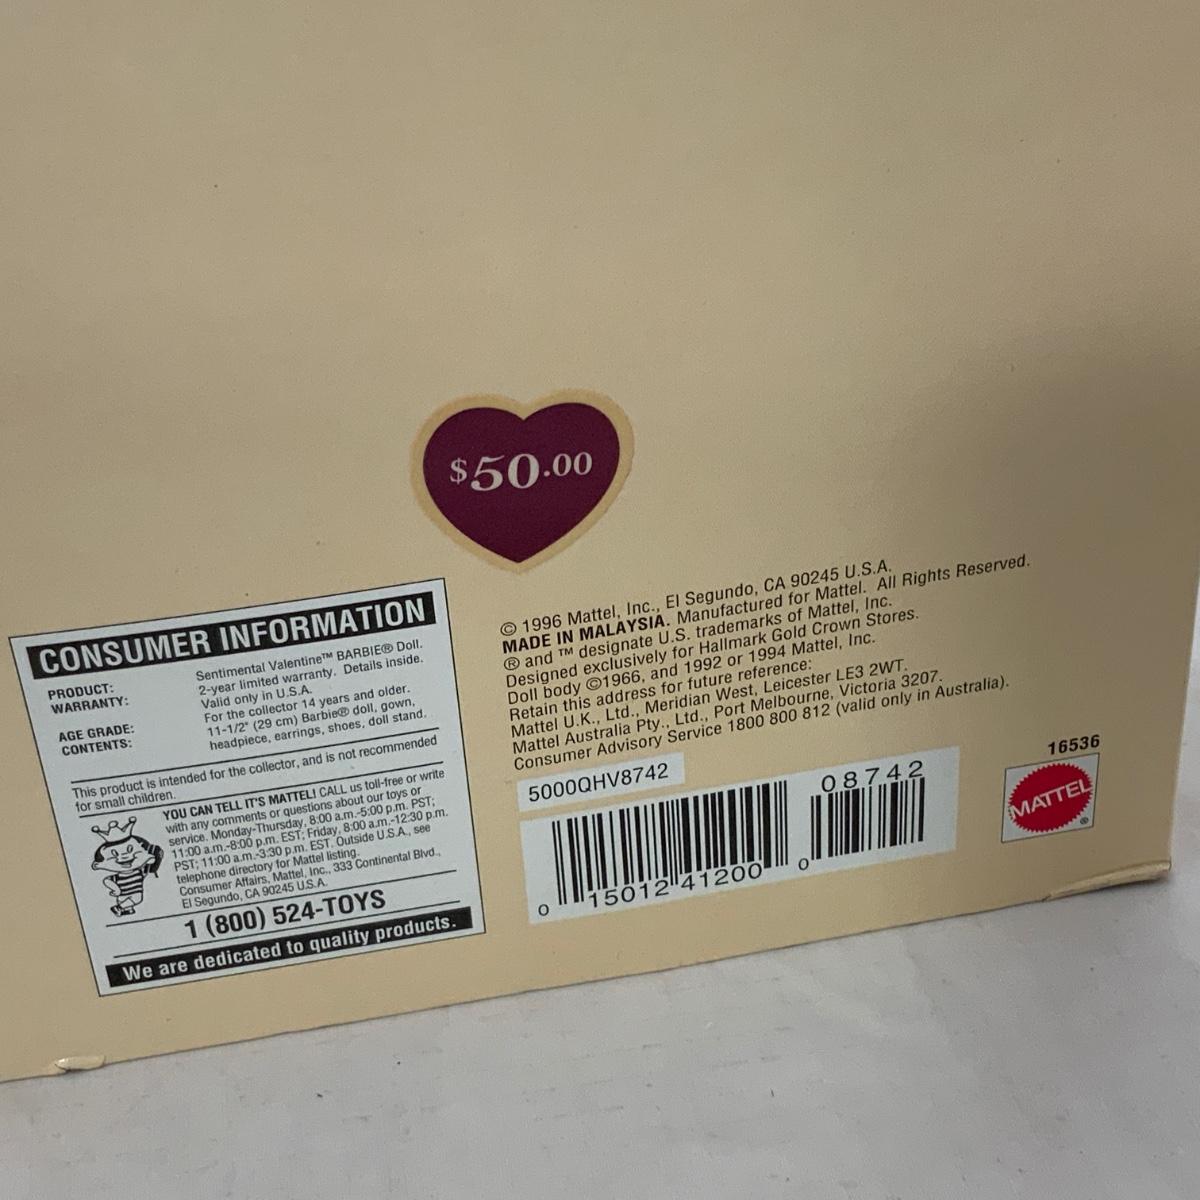 $50.00
CONSUMER INFORMATION
PRODUCT: Sentimental Valentine™ BARBIE® Doll.
WARRANTY: 2-year limited warranty. Details inside.
Valid only in U.S.A.
AGE GRADE: For the collector 14 years and older.
CONTENTS: 11-1/2" (29 cm) Barbie® doll, gown,
headpiece, earrings, shoes, doll stand.
This product is intended for the collector, and is not recommended
for small children.
YOU CAN TELL IT'S MATTEL! CALL us toll-free or write
with any comments or questions about our toys or
service. Monday-Thursday, 8:00 a.m.-5:00 p.m. PST;
11:00 a.m.-8:00 p.m. EST; Friday, 8:00 a.m.-12:30 p.m.
PST; 11:00 a.m.-3:30 p.m. EST. Outside U.S.A., see
telephone directory for Mattel listing.
Consumer Affairs, Mattel, Inc., 333 Continental Blvd.,
El Segundo, CA 90245 U.S.A.
1 (800) 524-TOYS
We are dedicated to quality products.
© 1996 Mattel, Inc., El Segundo, CA 90245 U.S.A.
MADE IN MALAYSIA. Manufactured for Mattel. All Rights Reserved.
® and ™ designate U.S. trademarks of Mattel, Inc.
Designed exclusively for Hallmark Gold Crown Stores.
Doll body ©1966, and 1992 or 1994 Mattel, Inc.
Retain this address for future reference:
Mattel U.K., Ltd., Meridian West, Leicester LE3 2WT.
Mattel Australia Pty., Ltd., Port Melbourne, Victoria 3207.
Consumer Advisory Service 1800 800 812 (valid only in Australia).
5000QHV8742
08742
0 15012 41200 0
16536
MATTEL ®